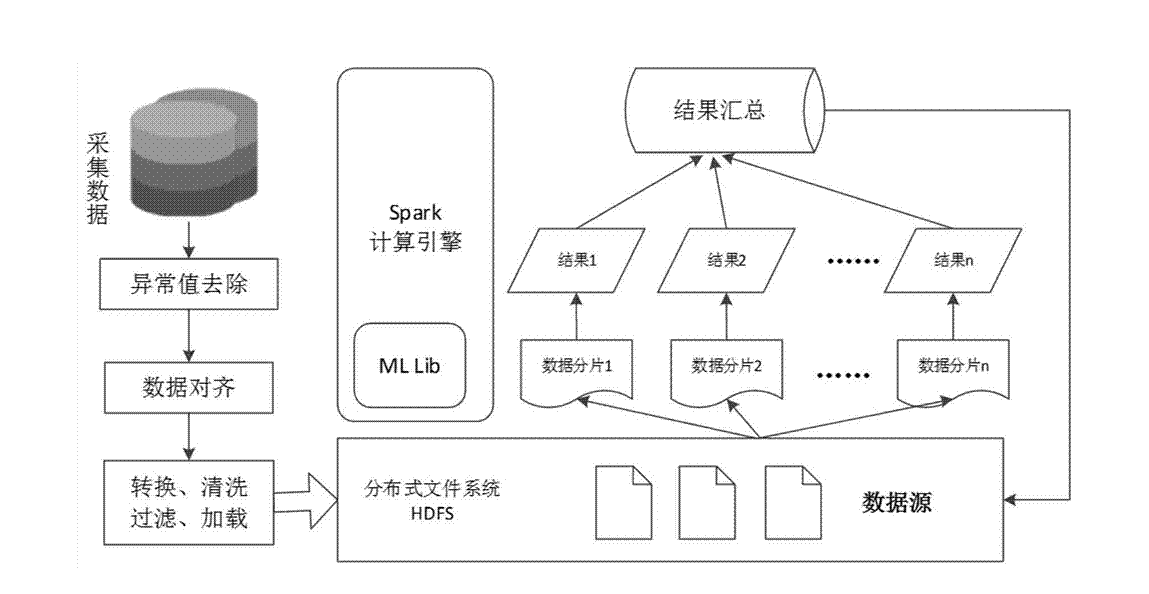 采集数据
异常值去除
数据对齐
转换、清洗
过滤、加载
Spark
计算引擎
ML Lib
结果汇总
结果1
结果2
……
结果n
数据分片1
数据分片2
……
数据分片n
分布式文件系统
HDFS
数据源